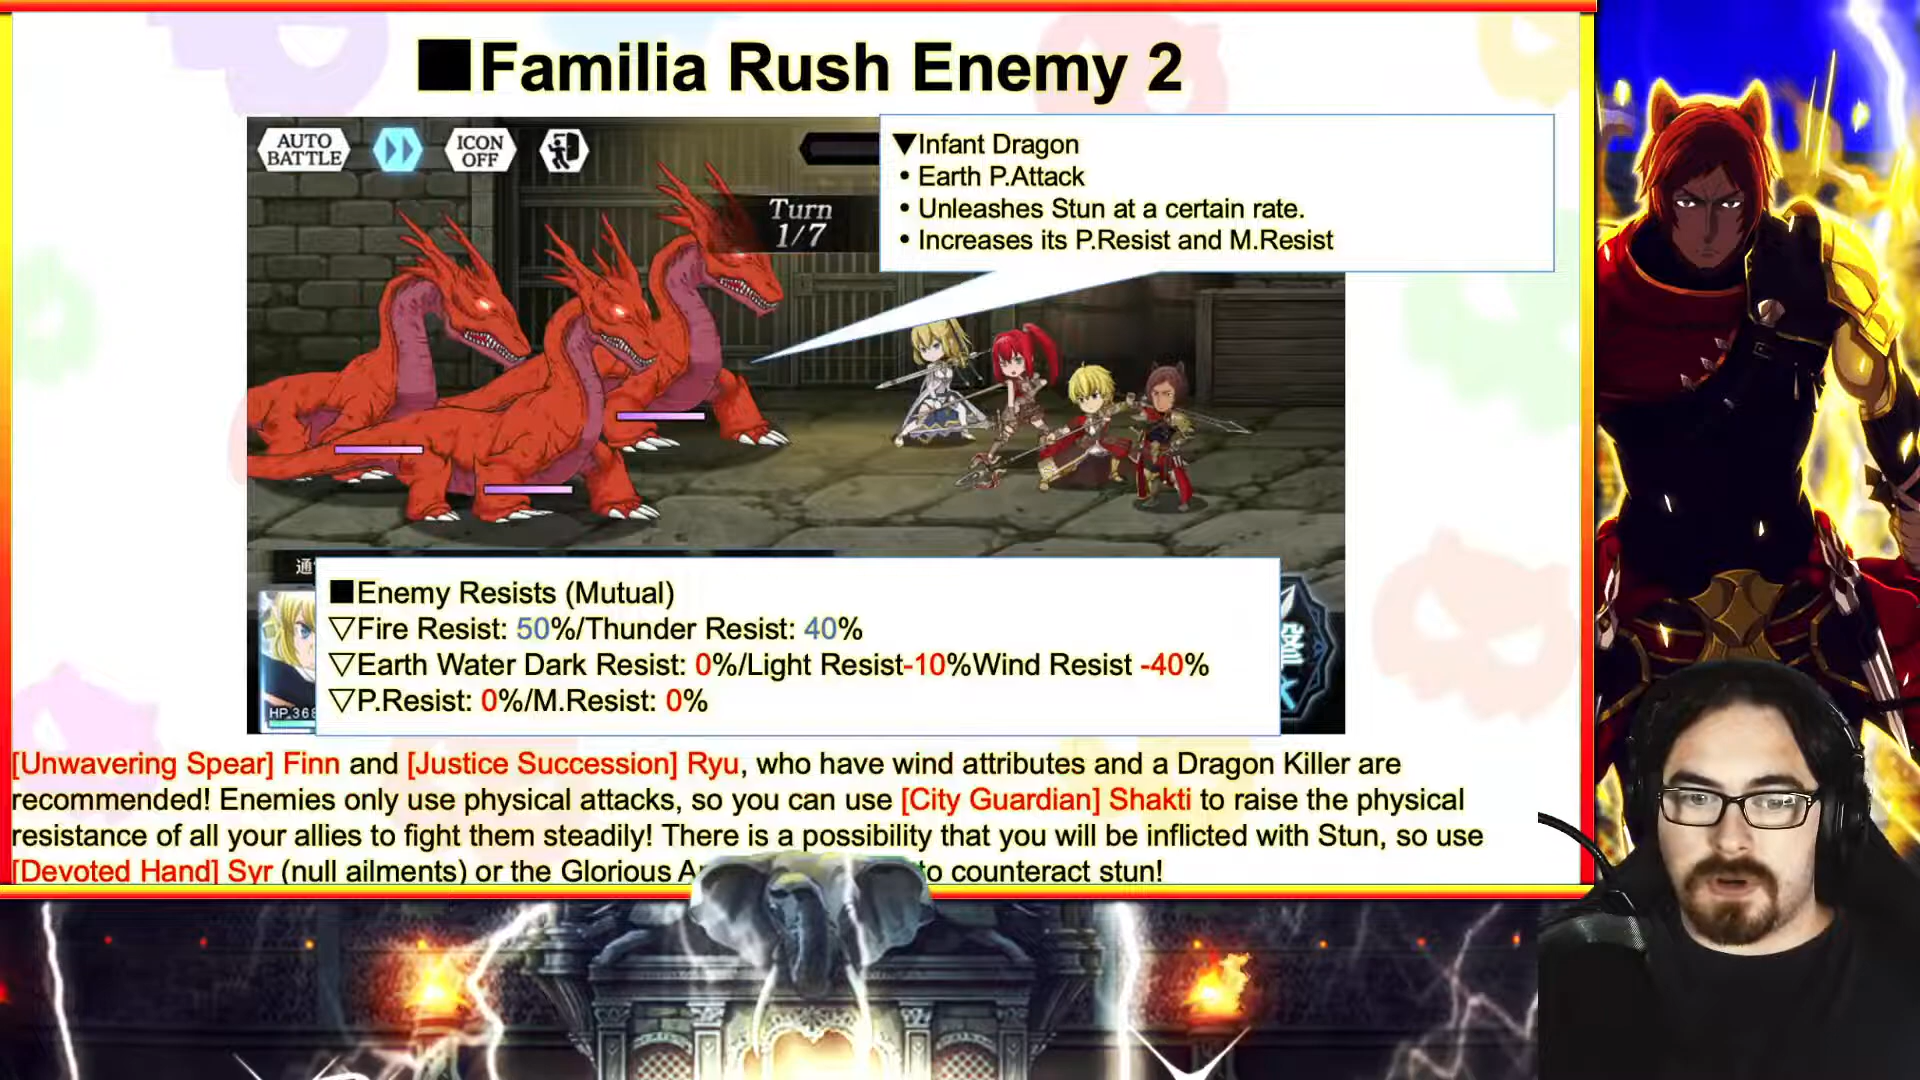 ■Familia Rush Enemy 2
AUTO
BATTLE
ICON
OFF
Turn
1/7
▼Infant Dragon
• Earth P.Attack
• Unleashes Stun at a certain rate.
• Increases its P.Resist and M.Resist
通
HP 368
■Enemy Resists (Mutual)
▽Fire Resist: 50%/Thunder Resist: 40%
▽Earth Water Dark Resist: 0%/Light Resist-10%Wind Resist -40%
▽P.Resist: 0%/M.Resist: 0%
[Unwavering Spear] Finn and [Justice Succession] Ryu, who have wind attributes and a Dragon Killer are
recommended! Enemies only use physical attacks, so you can use [City Guardian] Shakti to raise the physical
resistance of all your allies to fight them steadily! There is a possibility that you will be inflicted with Stun, so use
[Devoted Hand] Syr (null ailments) or the Glorious to counteract stun!